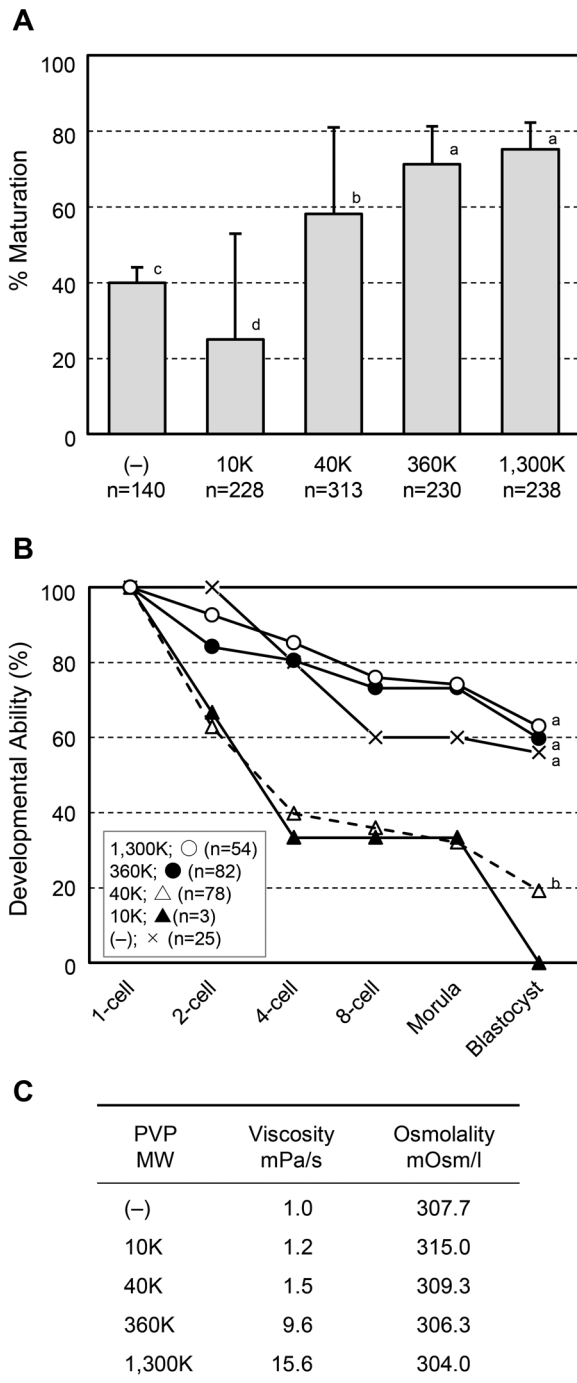 A
% Maturation
100
80
60
40
20
0
c
d
b
a
a
(–) 10K 40K 360K 1,300K
n=140 n=228 n=313 n=230 n=238
B
Developmental Ability (%)
100
80
60
40
20
0
a
a
a
b
1,300K; ○ (n=54)
360K; ● (n=82)
40K; △ (n=78)
10K; ▲(n=3)
(–); × (n=25)
1-cell 2-cell 4-cell 8-cell Morula Blastocyst
C
PVP Viscosity Osmolality
MW mPa/s mOsm/l
(–) 1.0 307.7
10K 1.2 315.0
40K 1.5 309.3
360K 9.6 306.3
1,300K 15.6 304.0